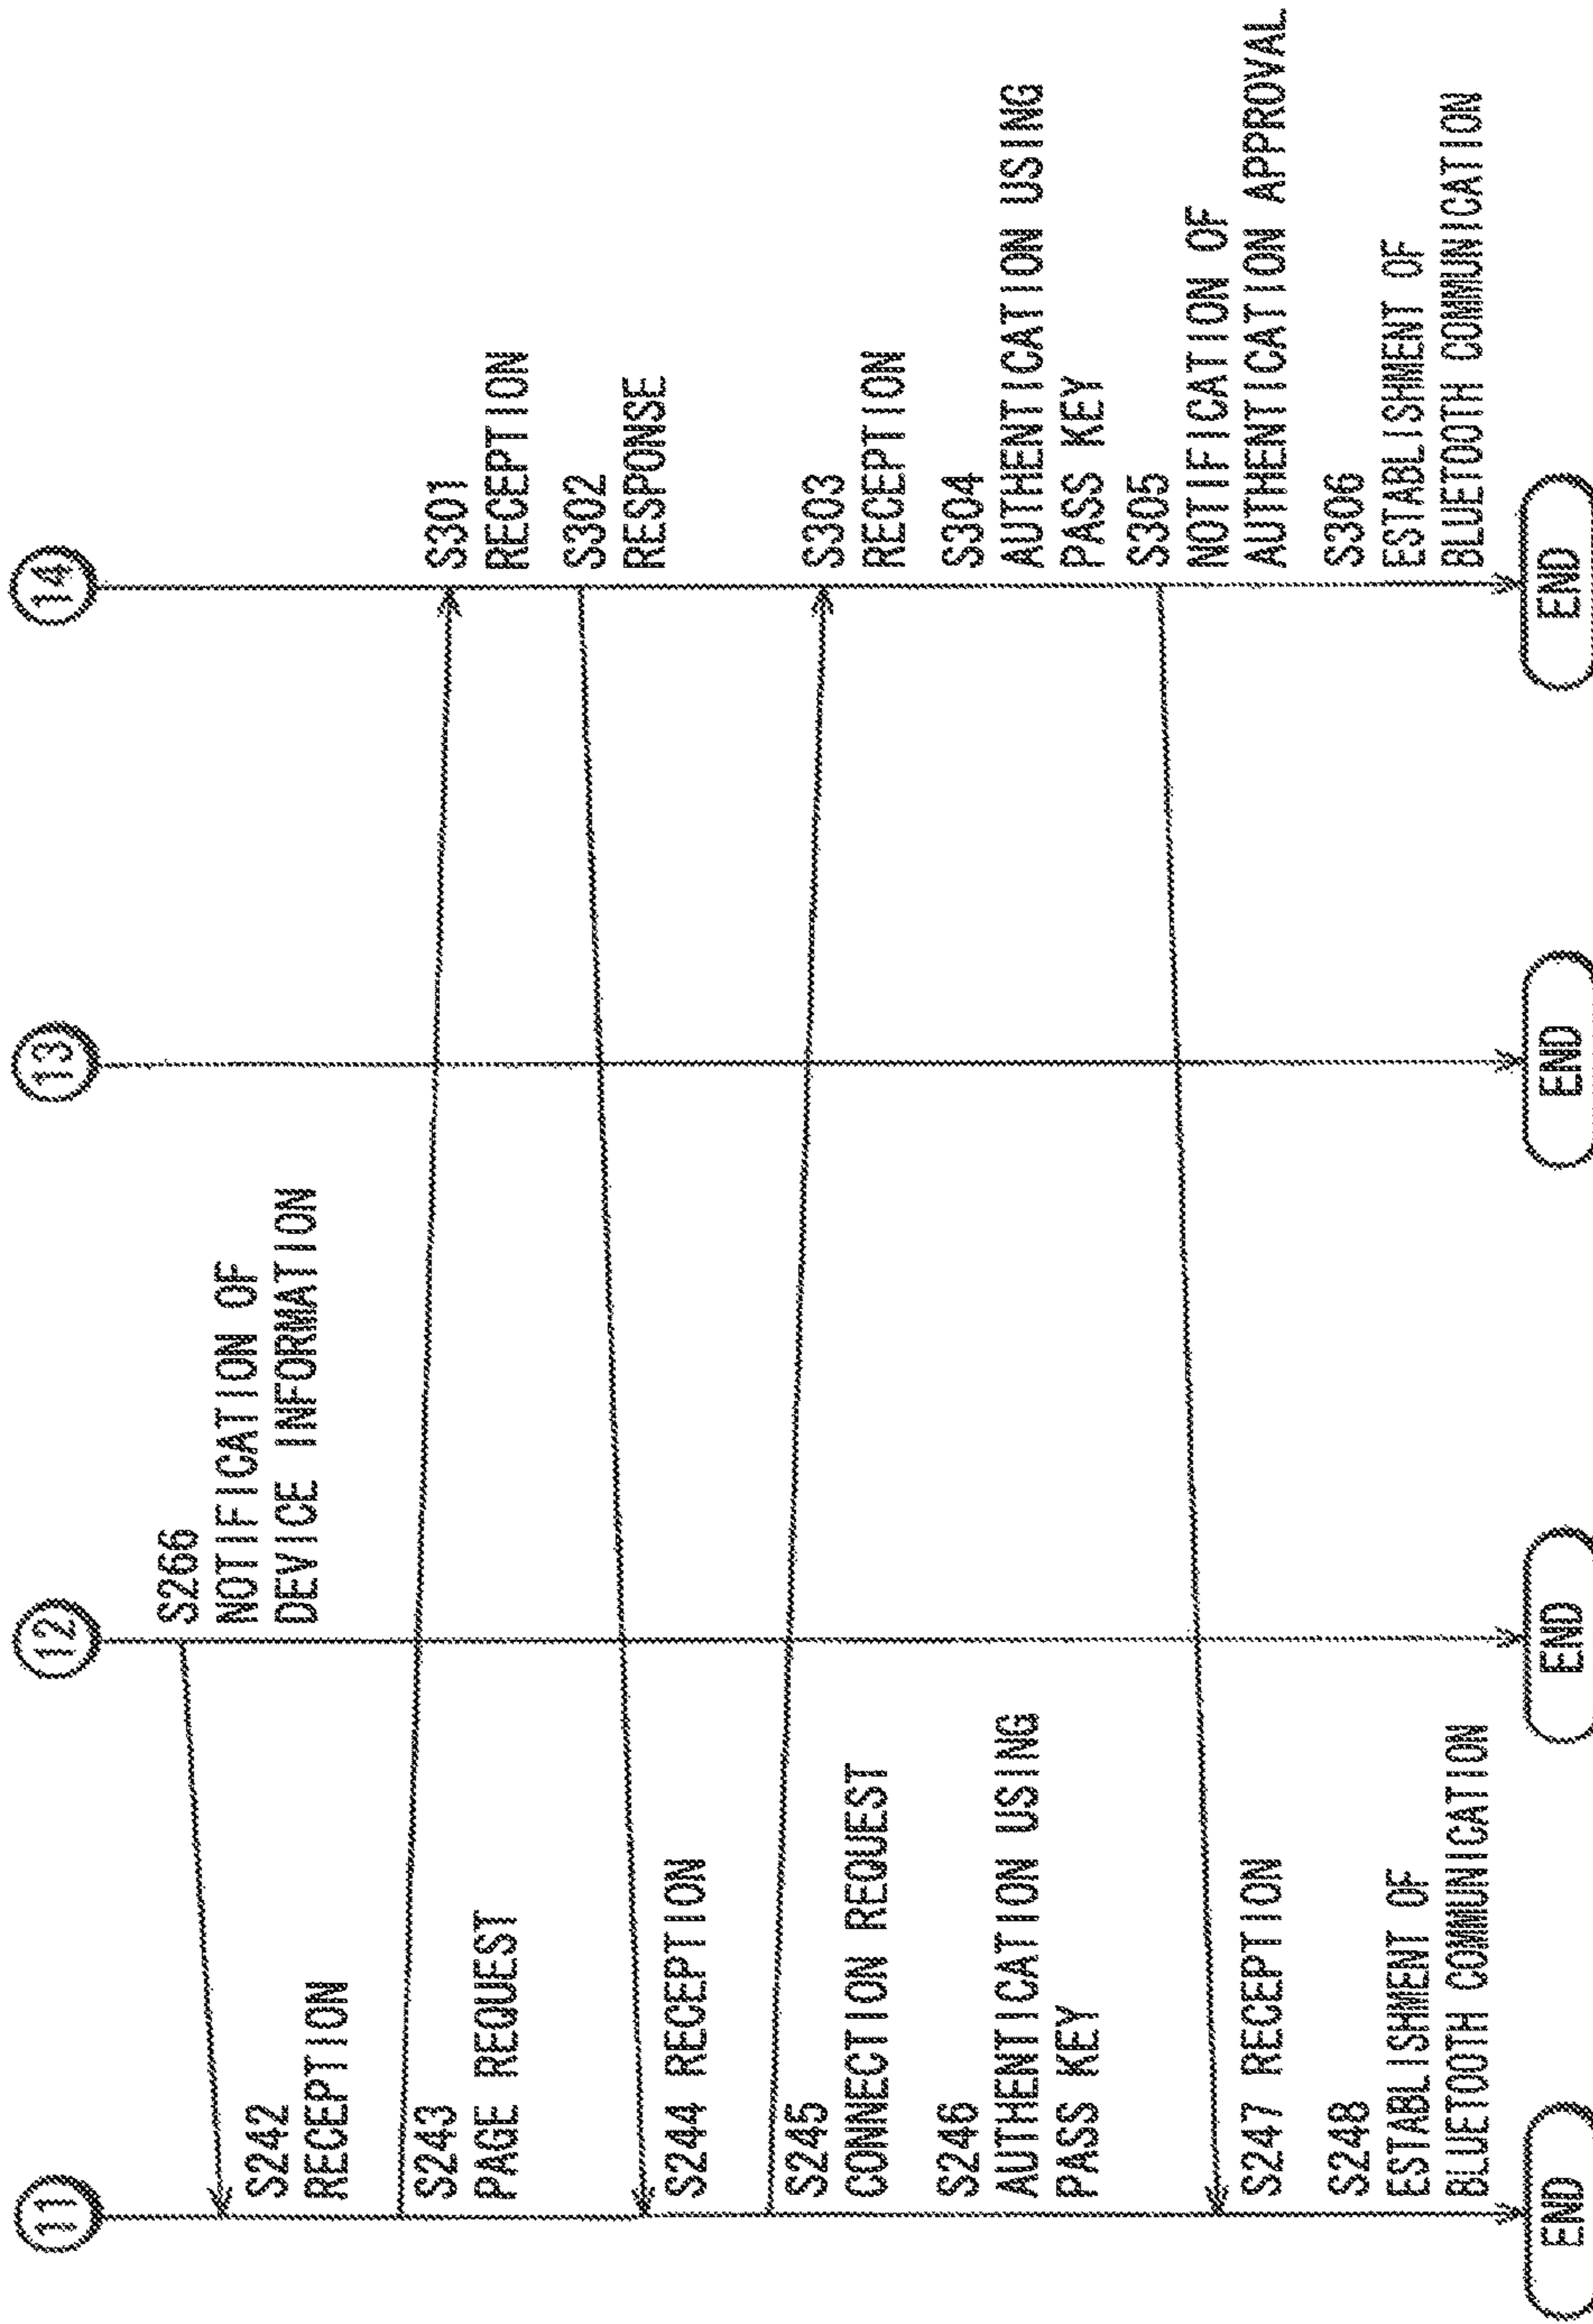 11
12
13
14
S266
NOTIFICATION OF
DEVICE INFORMATION
S242
RECEPTION
S243
PAGE REQUEST
S301
RECEPTION
S302
RESPONSE
S244 RECEPTION
S245
CONNECTION REQUEST
S303
RECEPTION
S246
AUTHENTICATION USING
PASS KEY
S304
AUTHENTICATION USING
PASS KEY
S305
NOTIFICATION OF
AUTHENTICATION APPROVAL
S247 RECEPTION
S248
ESTABLISHMENT OF
BLUETOOTH COMMUNICATION
S306
ESTABLISHMENT OF
BLUETOOTH COMMUNICATION
END
END
END
END